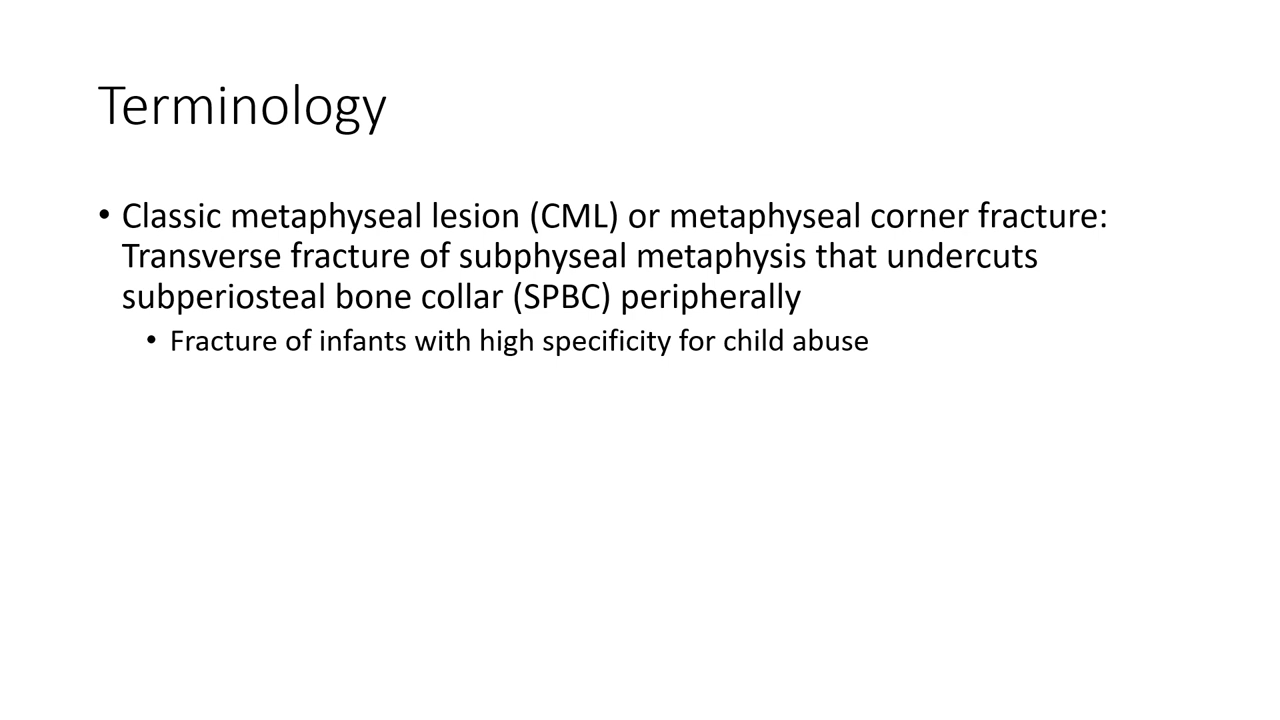 Terminology
• Classic metaphyseal lesion (CML) or metaphyseal corner fracture:
Transverse fracture of subphyseal metaphysis that undercuts
subperiosteal bone collar (SPBC) peripherally
• Fracture of infants with high specificity for child abuse